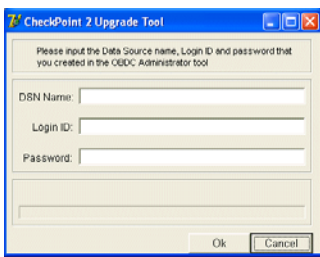 CheckPoint 2 Upgrade Tool
Please input the Data Source name, Login ID and password that
you created in the OBDC Administrator tool
DSN Name:
Login ID:
Password:
Ok
Cancel